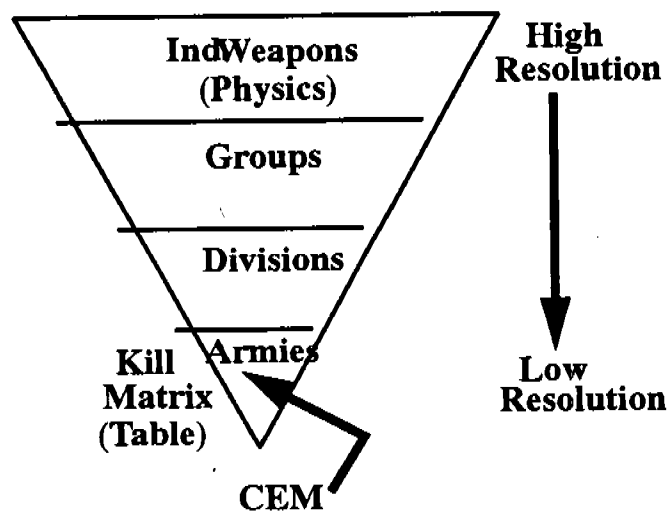 IndWeapons
(Physics)
High
Resolution
Groups
Divisions
Armies
Kill
Matrix
(Table)
Low
Resolution
CEM